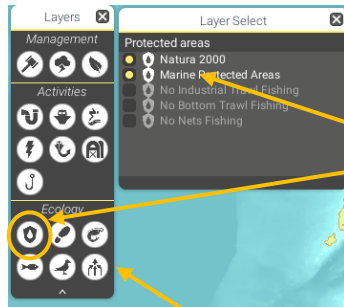 Layers
Management
Activities
Ecology
Layer Select
Protected areas
Natura 2000
Marine Protected Areas
No Industrial Trawl Fishing
No Bottom Trawl Fishing
No Nets Fishing